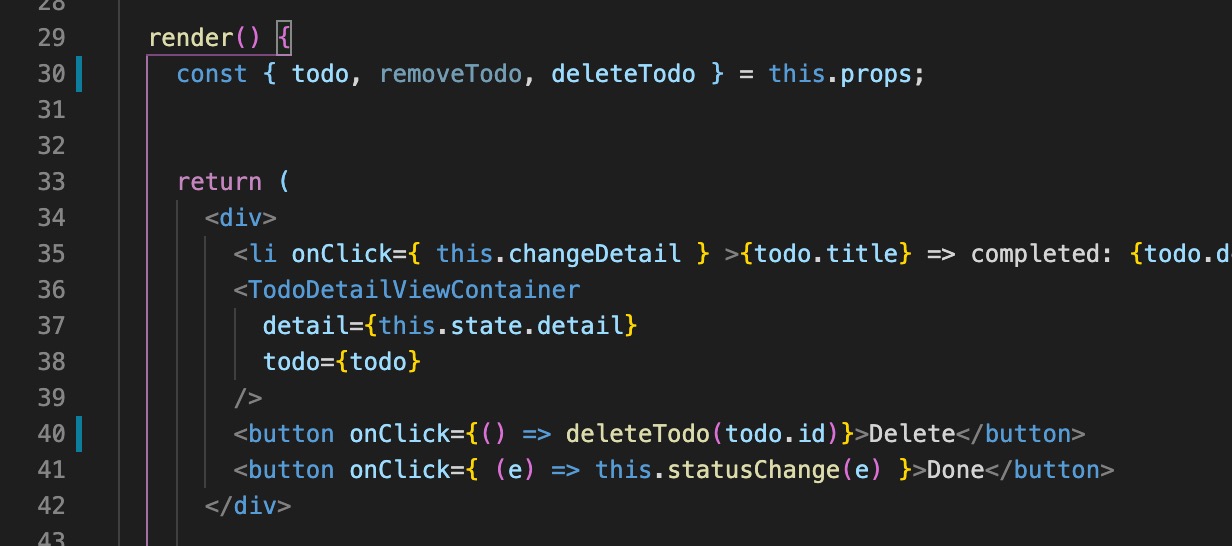 28
29 render() {
30 const { todo, removeTodo, deleteTodo } = this.props;
31
32
33 return (
34 <div>
35 <li onClick={ this.changeDetail } >{todo.title} => completed: {todo.d
36 <TodoDetailViewContainer
37 detail={this.state.detail}
38 todo={todo}
39 />
40 <button onClick={() => deleteTodo(todo.id)}>Delete</button>
41 <button onClick={ (e) => this.statusChange(e) }>Done</button>
42 </div>
43